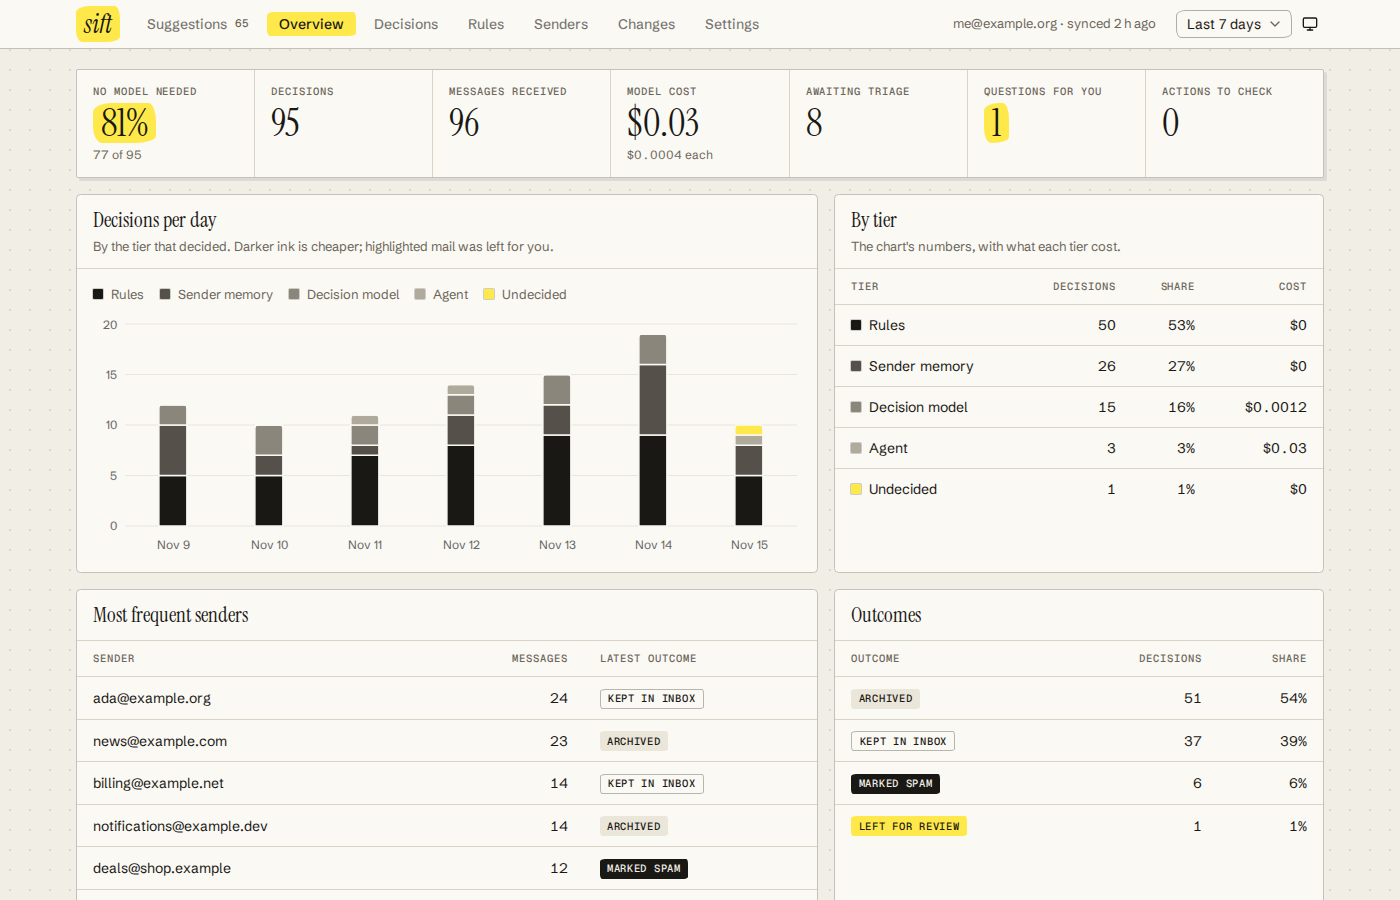 sift Suggestions 65 Overview Decisions Rules Senders Changes Settings me@example.org · synced 2 h ago Last 7 days
NO MODEL NEEDED
81%
77 of 95
DECISIONS
95
MESSAGES RECEIVED
96
MODEL COST
$0.03
$0.0004 each
AWAITING TRIAGE
8
QUESTIONS FOR YOU
1
ACTIONS TO CHECK
0
Decisions per day
By the tier that decided. Darker ink is cheaper; highlighted mail was left for you.
Rules Sender memory Decision model Agent Undecided
20
15
10
5
0
Nov 9 Nov 10 Nov 11 Nov 12 Nov 13 Nov 14 Nov 15
By tier
The chart's numbers, with what each tier cost.
TIER DECISIONS SHARE COST
Rules 50 53% $0
Sender memory 26 27% $0
Decision model 15 16% $0.0012
Agent 3 3% $0.03
Undecided 1 1% $0
Most frequent senders
SENDER MESSAGES LATEST OUTCOME
ada@example.org 24 KEPT IN INBOX
news@example.com 23 ARCHIVED
billing@example.net 14 KEPT IN INBOX
notifications@example.dev 14 ARCHIVED
deals@shop.example 12 MARKED SPAM
Outcomes
OUTCOME DECISIONS SHARE
ARCHIVED 51 54%
KEPT IN INBOX 37 39%
MARKED SPAM 6 6%
LEFT FOR REVIEW 1 1%